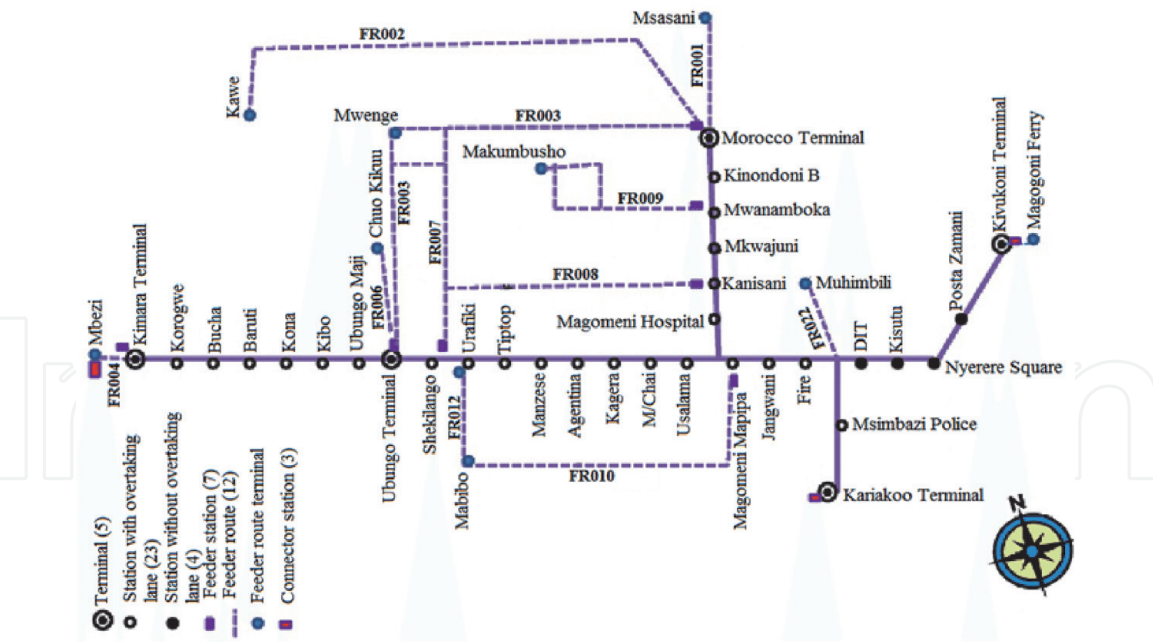 Msasani
FR002
FR001
Kawe
Mwenge
FR003
Morocco Terminal
Makumbusho
Kinondoni B
Chuo Kikuu
FR003
FR009
Mwanamboka
FR007
Mkwajuni
Kivukoni Terminal
Magogoni Ferry
Posta Zamani
FR008
Kanisani
Muhimbili
FR006
Magomeni Hospital
FR022
Mbezi
FR004
Kimara Terminal
Korogwe
Bucha
Baruti
Kona
Kibo
Ubungo Maji
Urafiki
Tiptop
DIT
Kisutu
Nyerere Square
Ubungo Terminal
Shekilango
FR012
Manzese
Agentina
Kagera
M/Chai
Usalama
Magomeni Mapipa
Jangwani
Fire
Msimbazi Police
Mabibo
FR010
Kariakoo Terminal
Terminal (5)
Station with overtaking
lane (23)
Station without overtaking
lane (4)
Feeder station (7)
Feeder route (12)
Feeder route terminal
Connector station (3)
N